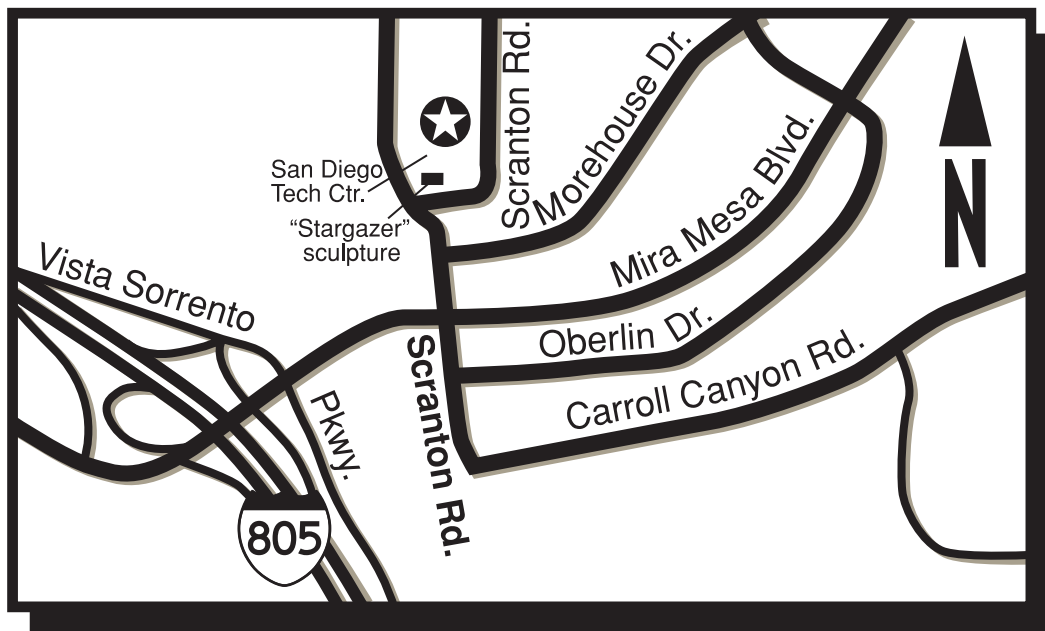 Scranton Rd.
Morehouse Dr.
San Diego
Tech Ctr.
“Stargazer”
sculpture
Mira Mesa Blvd.
N
Vista Sorrento
Pkwy.
Oberlin Dr.
Scranton Rd.
Carroll Canyon Rd.
805